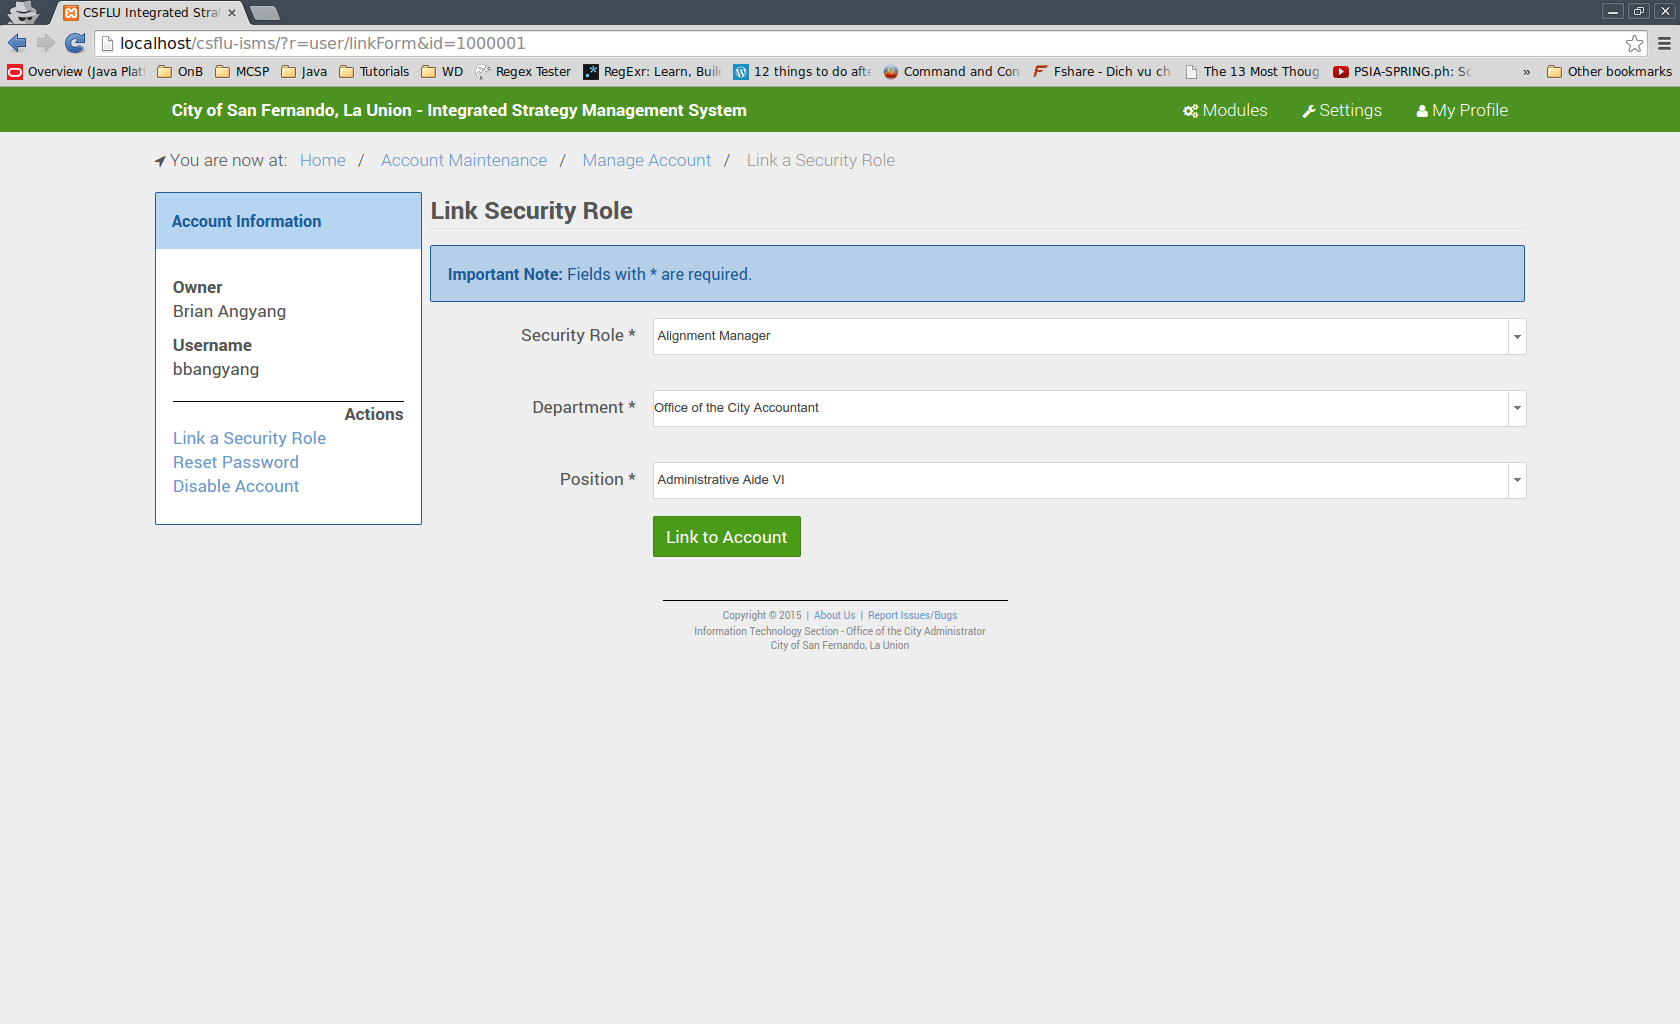 CSFLU Integrated Stra
localhost/csflu-isms/?r=user/linkForm&id=1000001
Overview (Java Plat OnB MCSP Java Tutorials WD Regex Tester RegExr: Learn, Buil 12 things to do afte Command and Con Fshare - Dich vu ch The 13 Most Thoug PSIA-SPRING.ph: Sc » Other bookmarks
City of San Fernando, La Union - Integrated Strategy Management System Modules Settings My Profile
You are now at: Home / Account Maintenance / Manage Account / Link a Security Role
Account Information
Owner
Brian Angyang
Username
bbangyang
Actions
Link a Security Role
Reset Password
Disable Account
Link Security Role
Important Note: Fields with * are required.
Security Role * Alignment Manager
Department * Office of the City Accountant
Position * Administrative Aide VI
Link to Account
Copyright © 2015 | About Us | Report Issues/Bugs
Information Technology Section - Office of the City Administrator
City of San Fernando, La Union